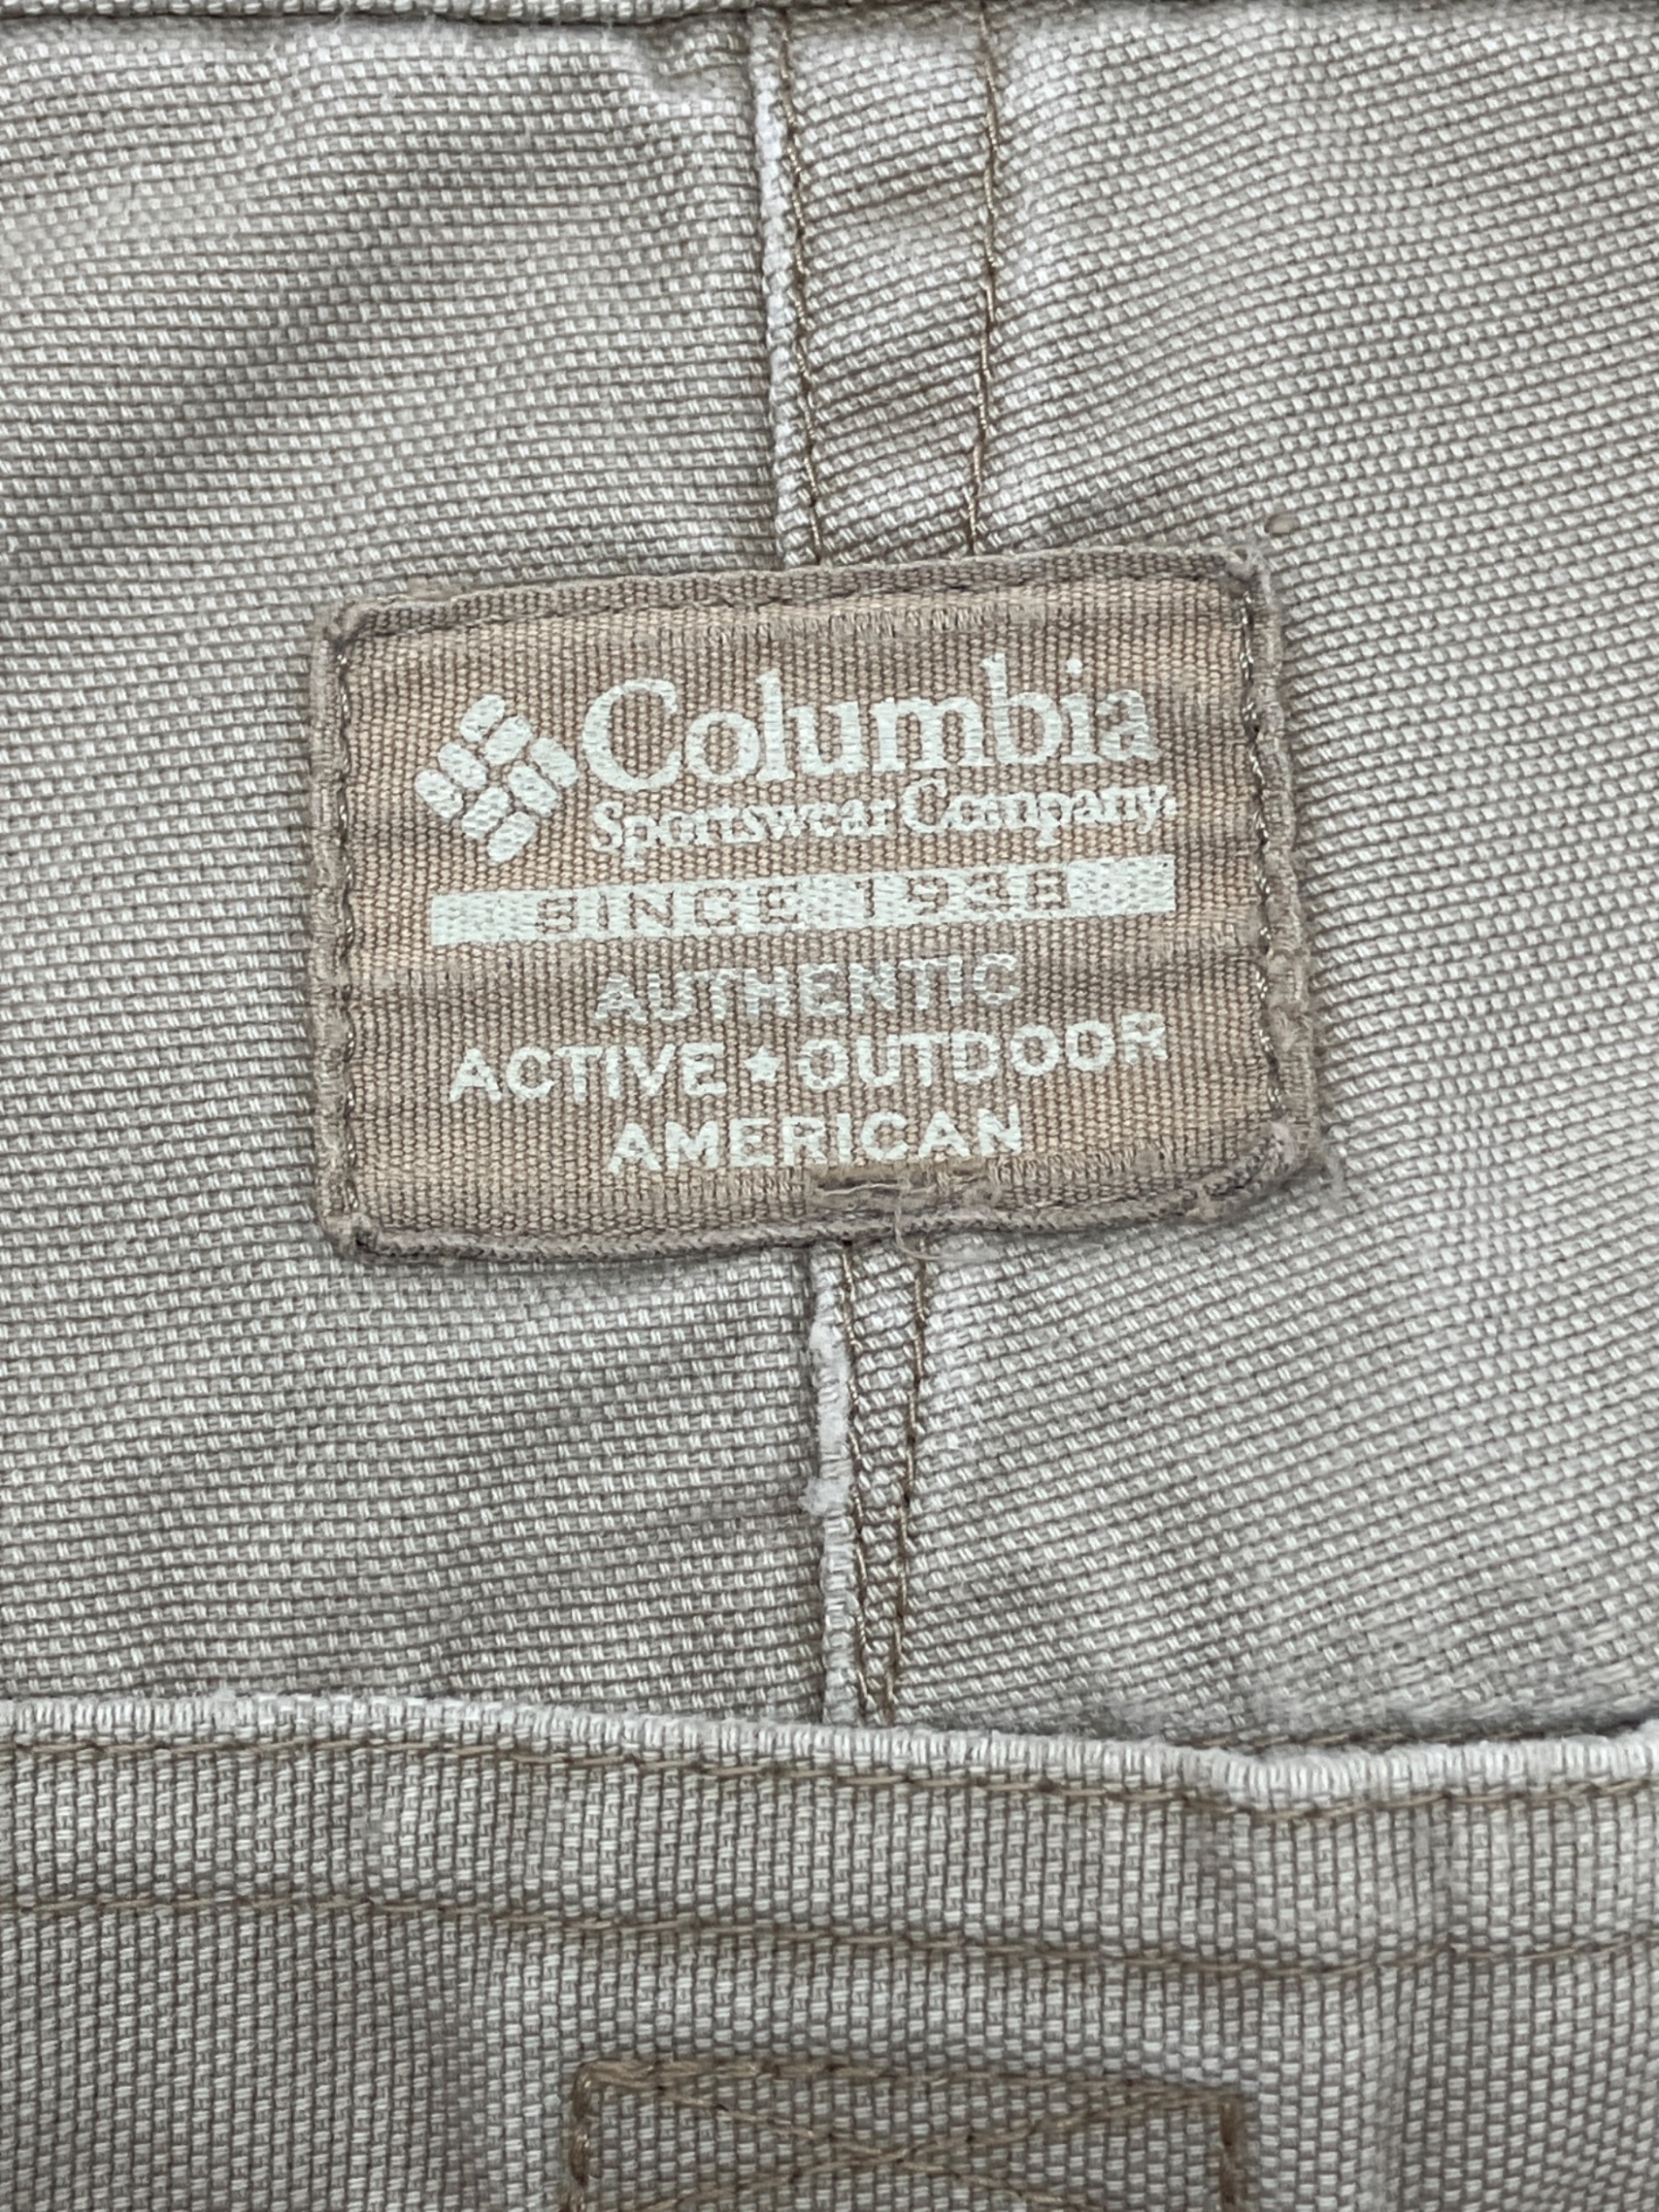 Columbia
Sportswear Company.
SINCE 1938
AUTHENTIC
ACTIVE★OUTDOOR
AMERICAN